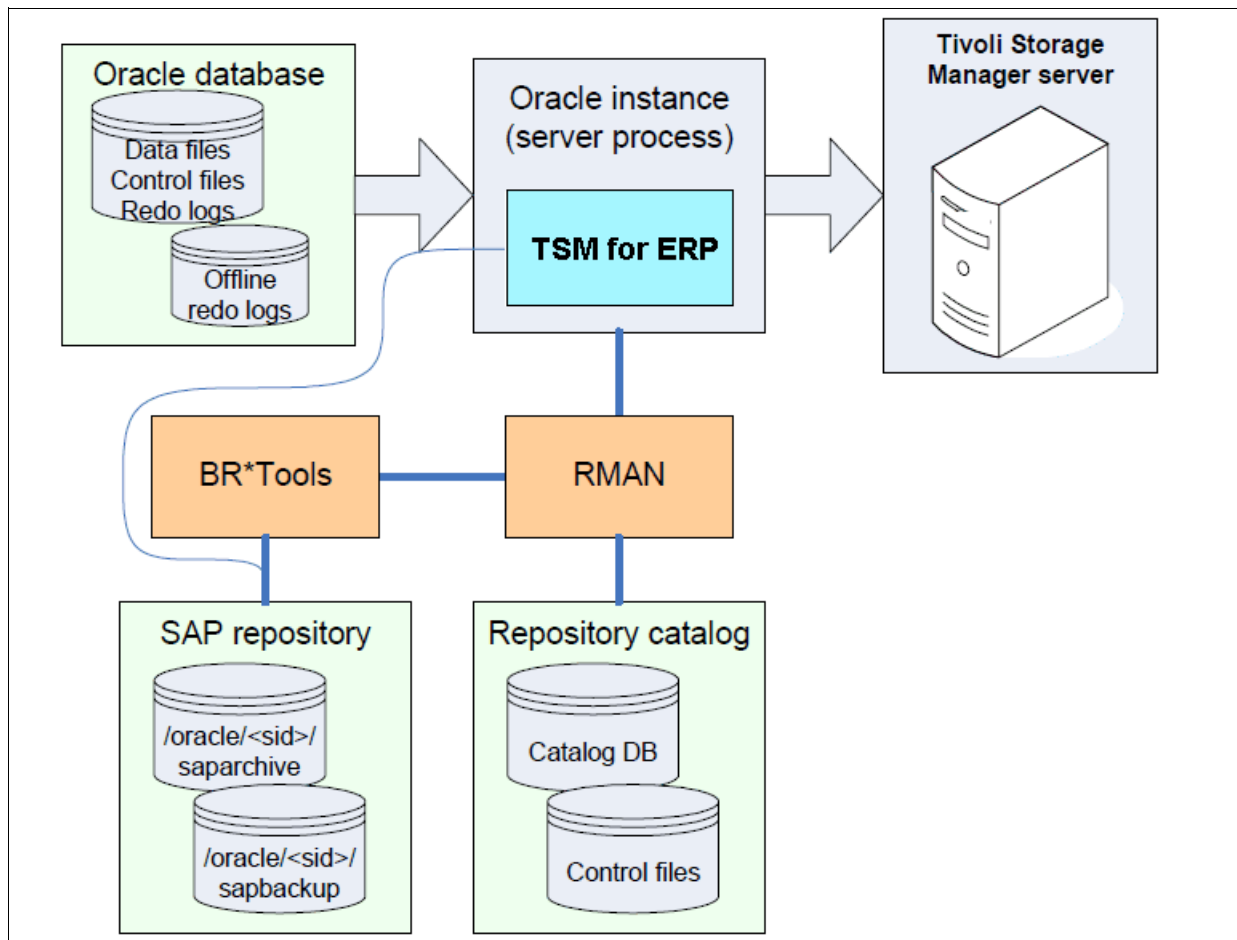 Oracle database
Data files
Control files
Redo logs
Offline
redo logs
Oracle instance
(server process)
TSM for ERP
Tivoli Storage
Manager server
BR*Tools
RMAN
SAP repository
/oracle/<sid>/
saparchive
/oracle/<sid>/
sapbackup
Repository catalog
Catalog DB
Control files